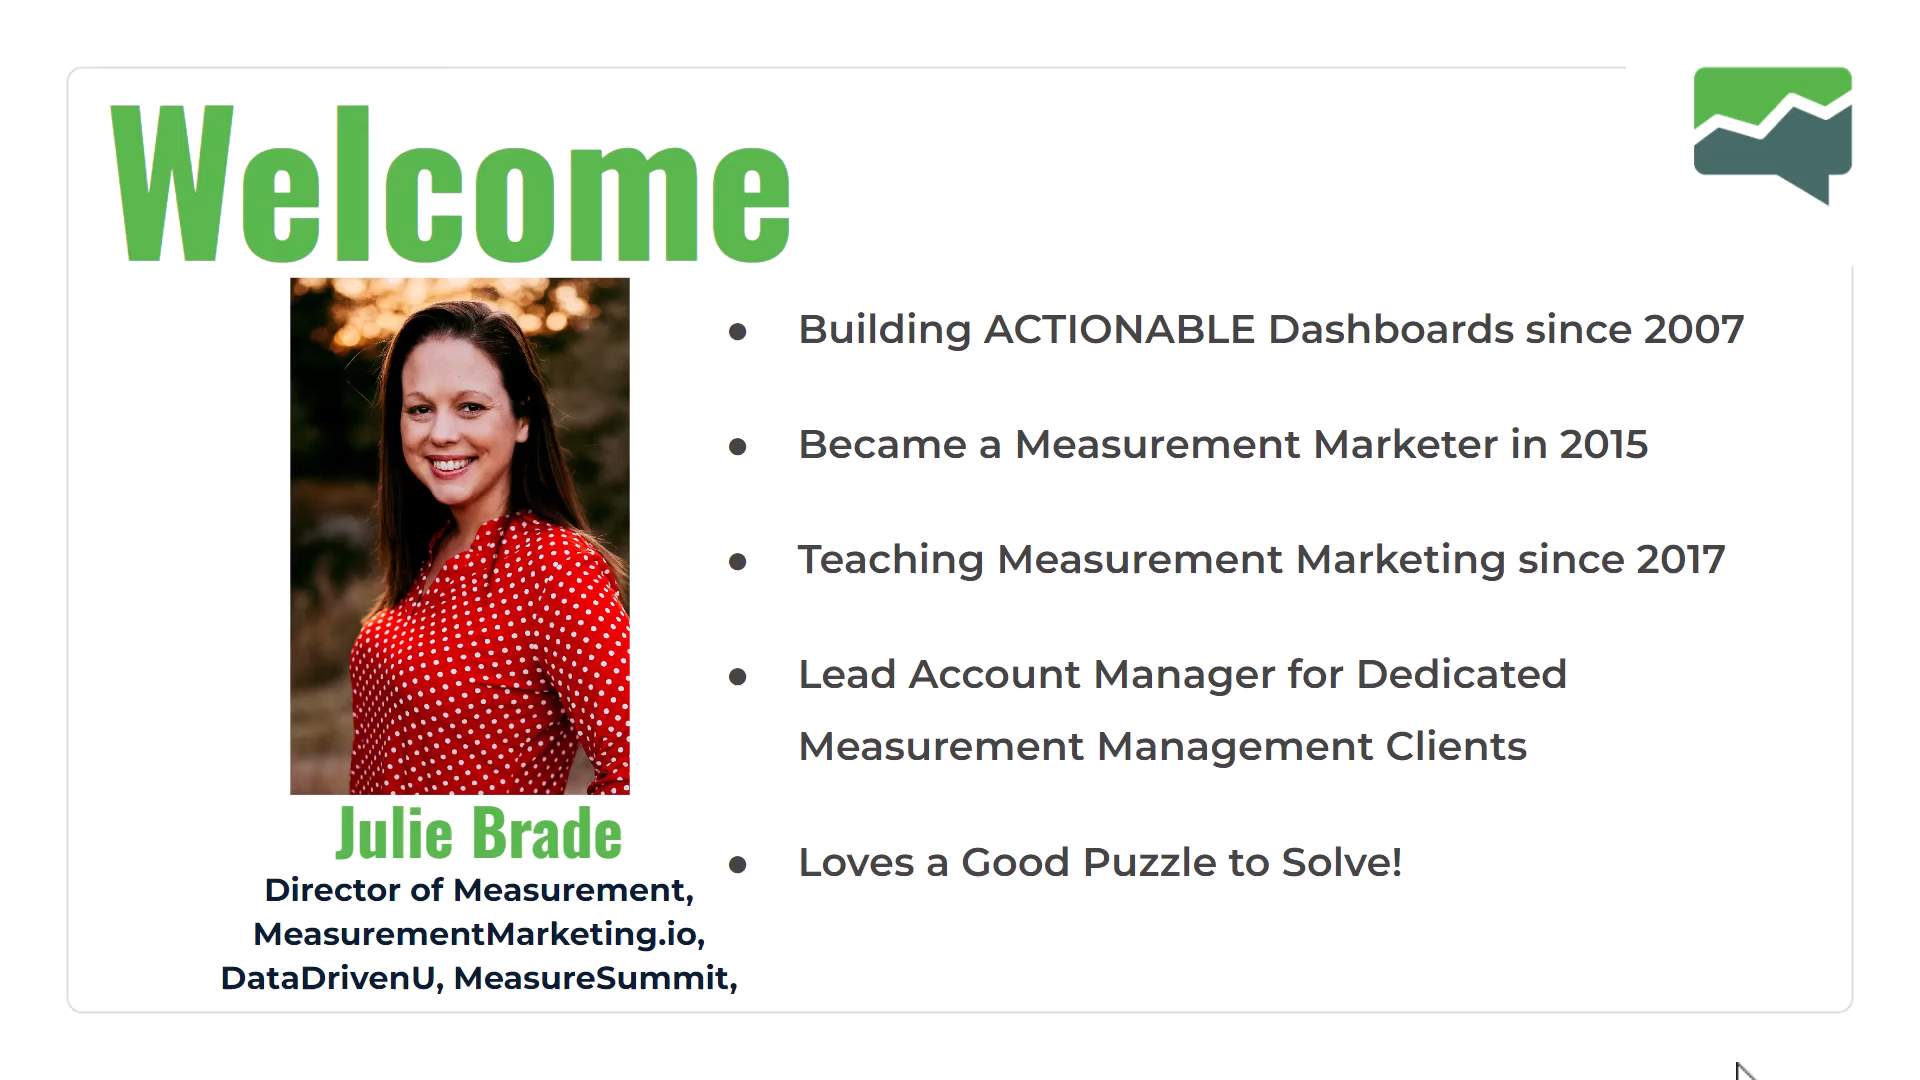 Welcome
Building ACTIONABLE Dashboards since 2007
Became a Measurement Marketer in 2015
Teaching Measurement Marketing since 2017
Lead Account Manager for Dedicated
Measurement Management Clients
Loves a Good Puzzle to Solve!
Julie Brade
Director of Measurement,
MeasurementMarketing.io,
DataDrivenU, MeasureSummit,